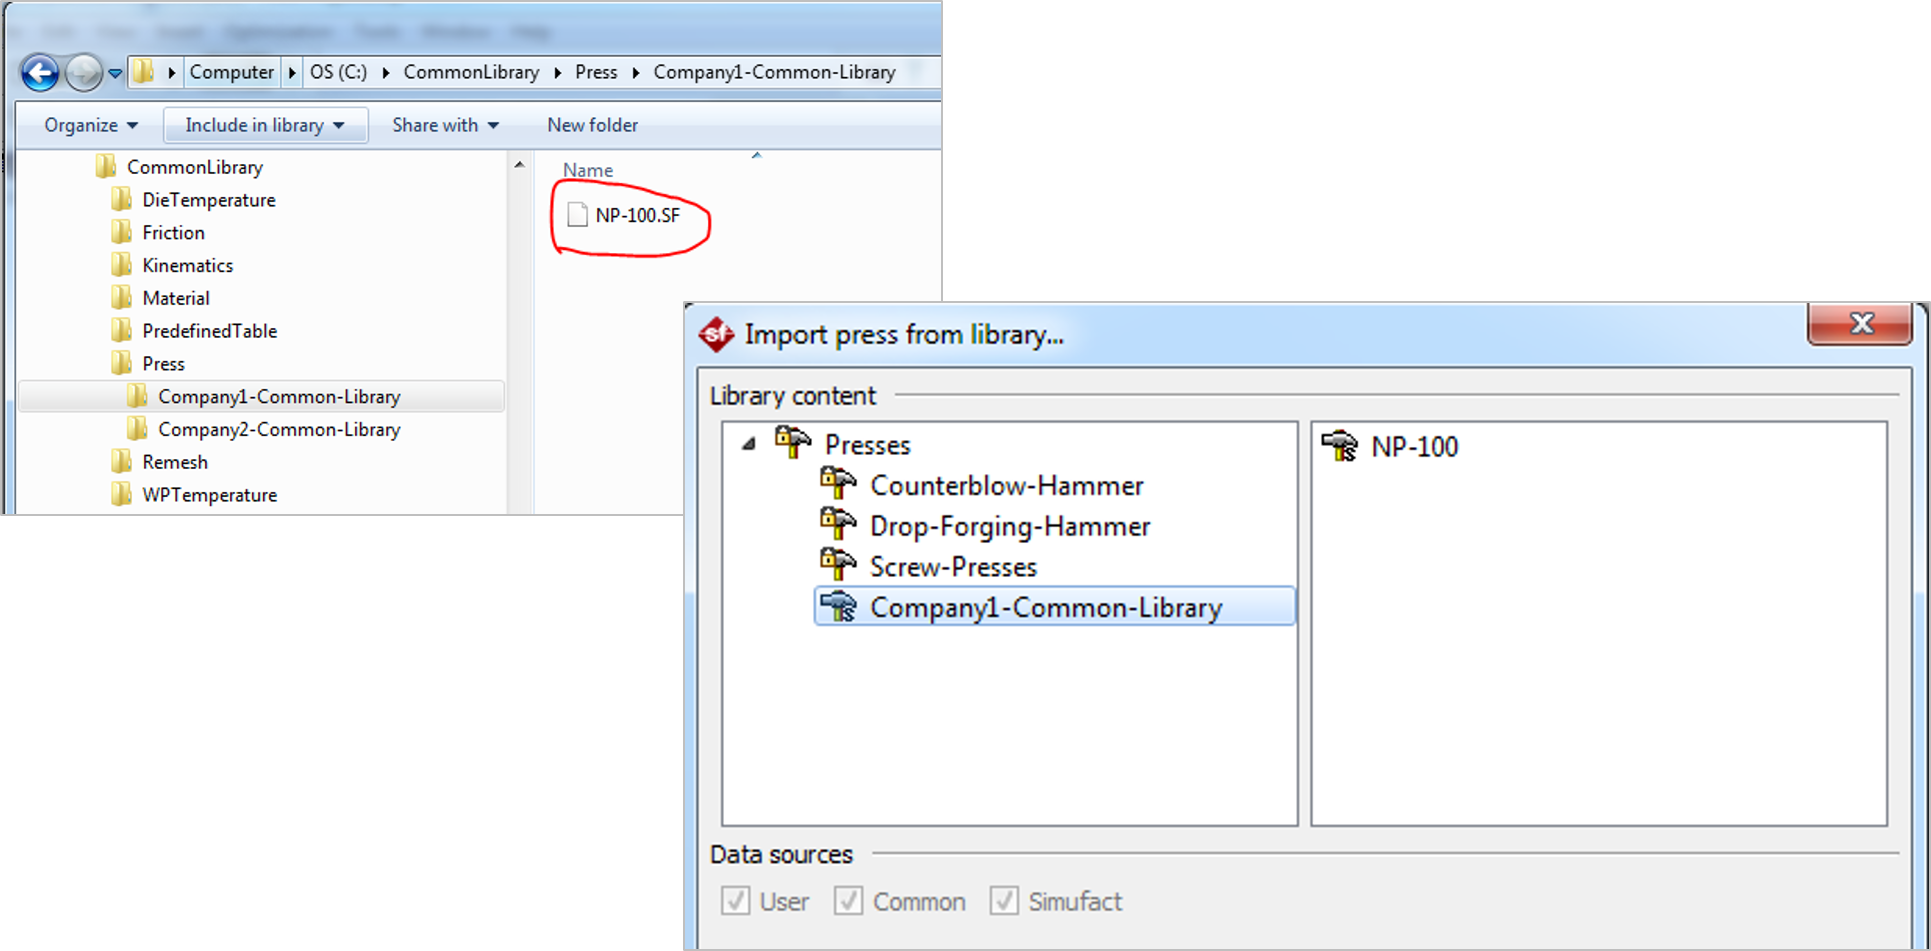 Computer OS (C:) CommonLibrary Press Company1-Common-Library
Organize Include in library Share with New folder
CommonLibrary
DieTemperature
Friction
Kinematics
Material
PredefinedTable
Press
Company1-Common-Library
Company2-Common-Library
Remesh
WPTemperature
Name
NP-100.SF
sf Import press from library...
Library content
Presses
Counterblow-Hammer
Drop-Forging-Hammer
Screw-Presses
Company1-Common-Library
NP-100
Data sources
User Common Simufact